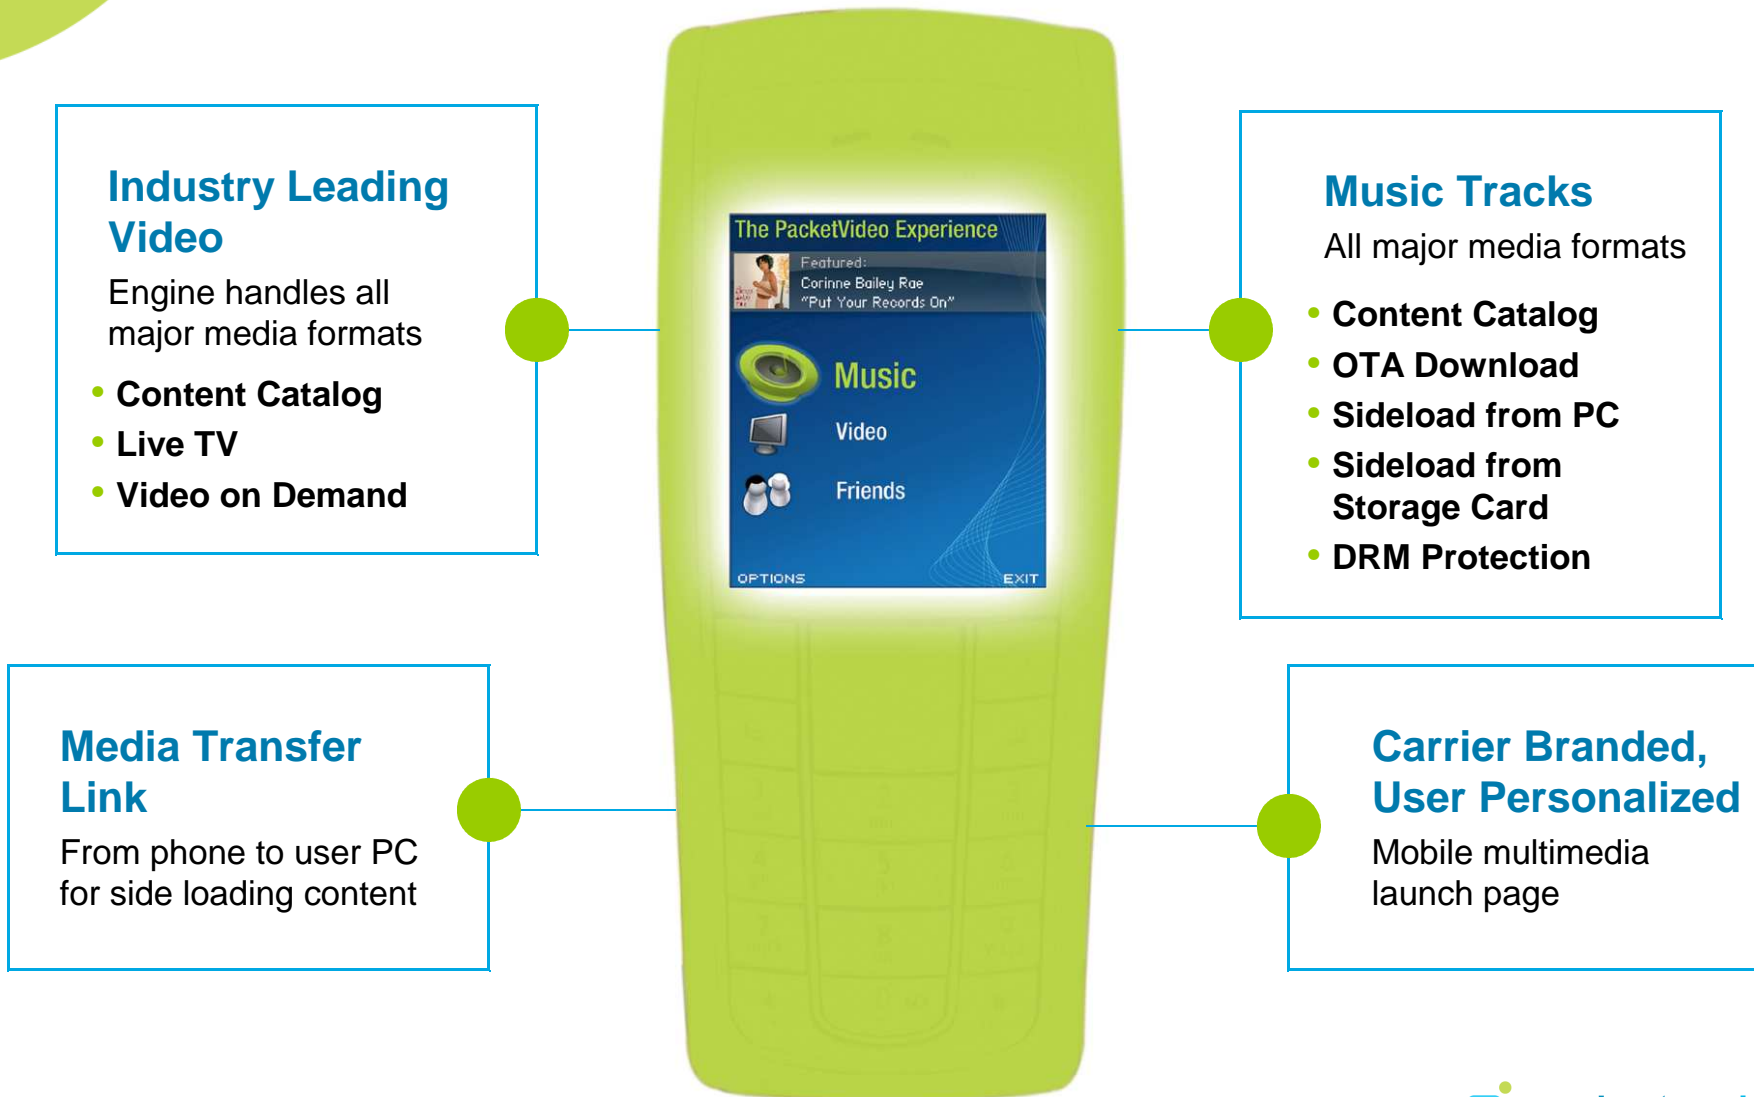 Industry Leading
Video
Engine handles all
major media formats
• Content Catalog
• Live TV
• Video on Demand
The PacketVideo Experience
Featured:
Corinne Bailey Rae
"Put Your Records On"
Music
Video
Friends
OPTIONS
EXIT
Music Tracks
All major media formats
• Content Catalog
• OTA Download
• Sideload from PC
• Sideload from
Storage Card
• DRM Protection
Media Transfer
Link
From phone to user PC
for side loading content
Carrier Branded,
User Personalized
Mobile multimedia
launch page